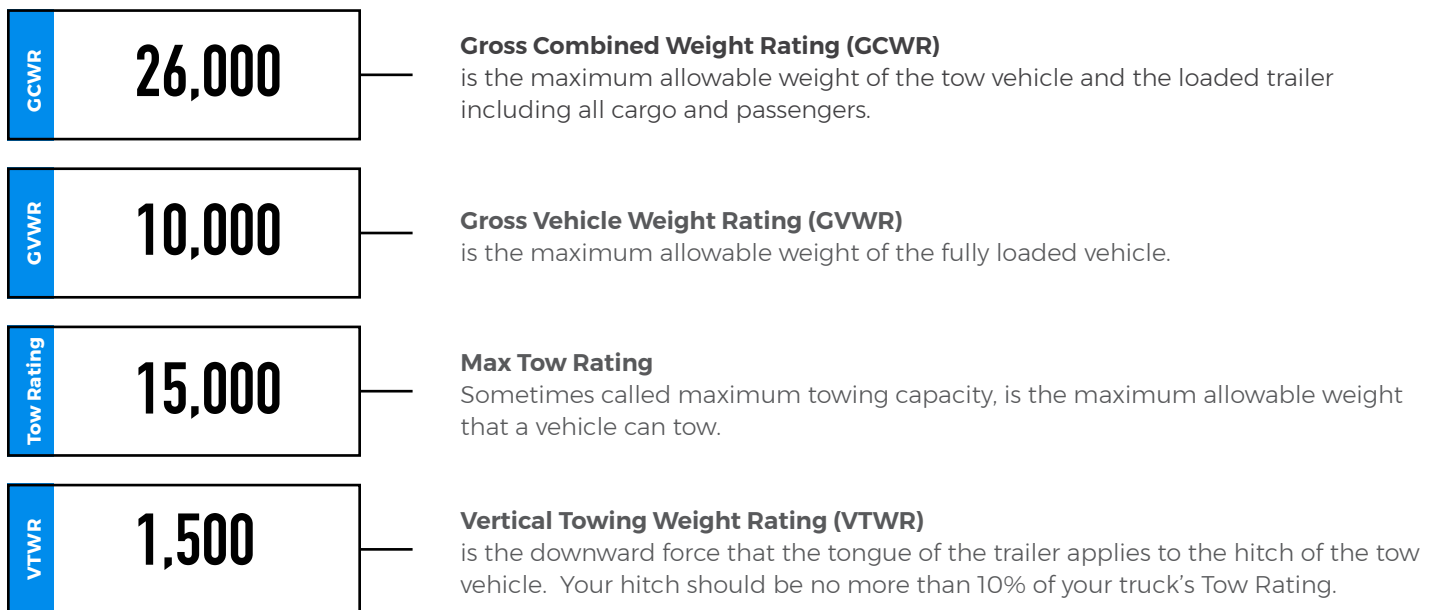 GCWR
26,000
Gross Combined Weight Rating (GCWR)
is the maximum allowable weight of the tow vehicle and the loaded trailer
including all cargo and passengers.
GVWR
10,000
Gross Vehicle Weight Rating (GVWR)
is the maximum allowable weight of the fully loaded vehicle.
Tow Rating
15,000
Max Tow Rating
Sometimes called maximum towing capacity, is the maximum allowable weight
that a vehicle can tow.
VTWR
1,500
Vertical Towing Weight Rating (VTWR)
is the downward force that the tongue of the trailer applies to the hitch of the tow
vehicle.  Your hitch should be no more than 10% of your truck's Tow Rating.